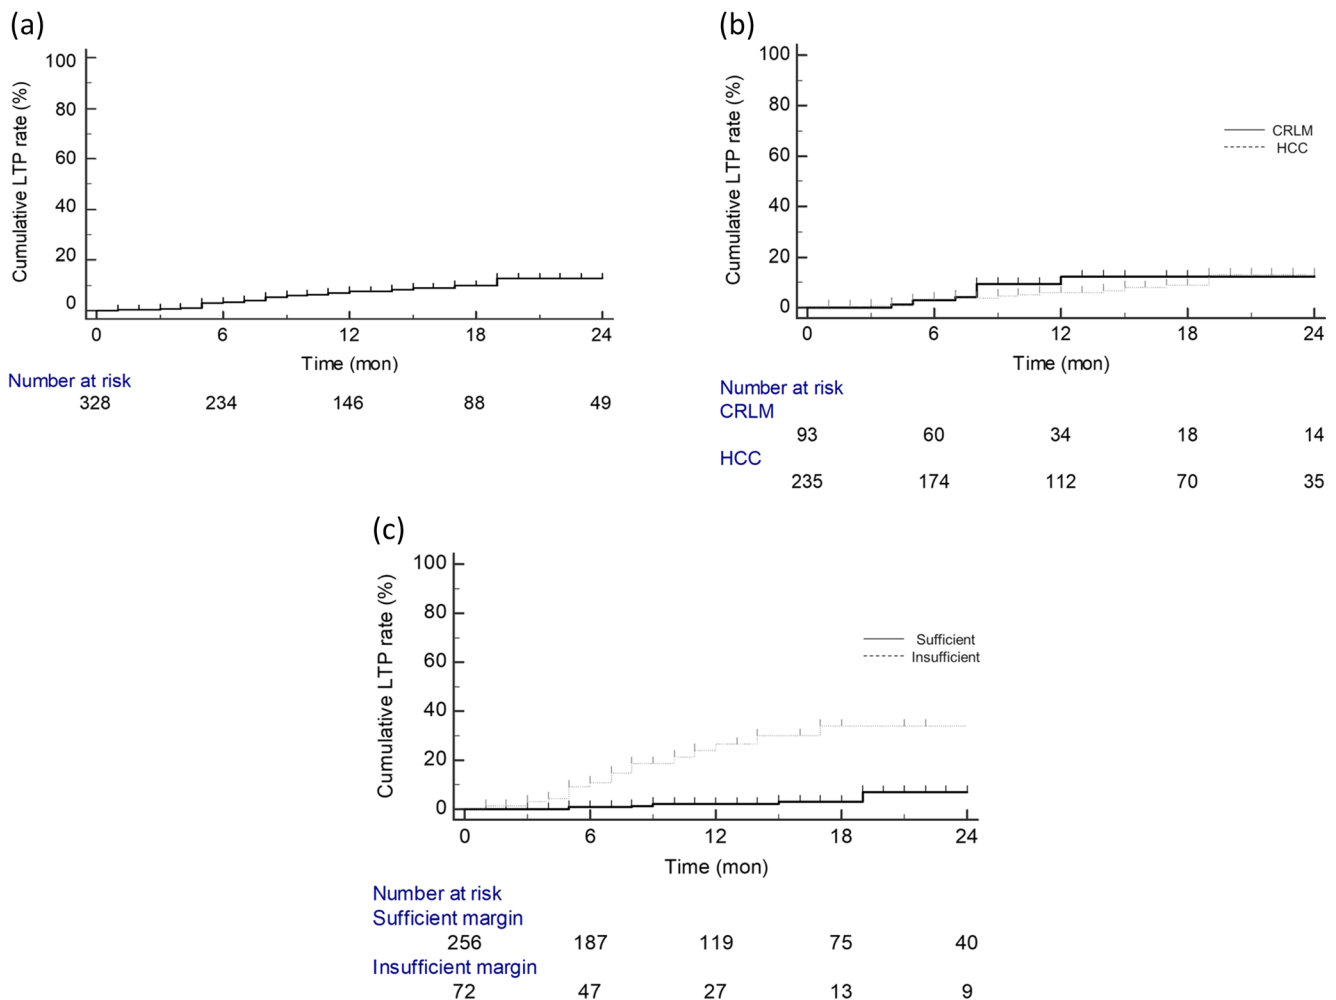 (a)
Cumulative LTP rate (%)
100
80
60
40
20
0
0 6 12 18 24
Time (mon)
Number at risk
328 234 146 88 49
(b)
Cumulative LTP rate (%)
100
80
60
40
20
0
CRLM
HCC
0 6 12 18 24
Time (mon)
Number at risk
CRLM
93 60 34 18 14
HCC
235 174 112 70 35
(c)
Cumulative LTP rate (%)
100
80
60
40
20
0
Sufficient
Insufficient
0 6 12 18 24
Time (mon)
Number at risk
Sufficient margin
256 187 119 75 40
Insufficient margin
72 47 27 13 9